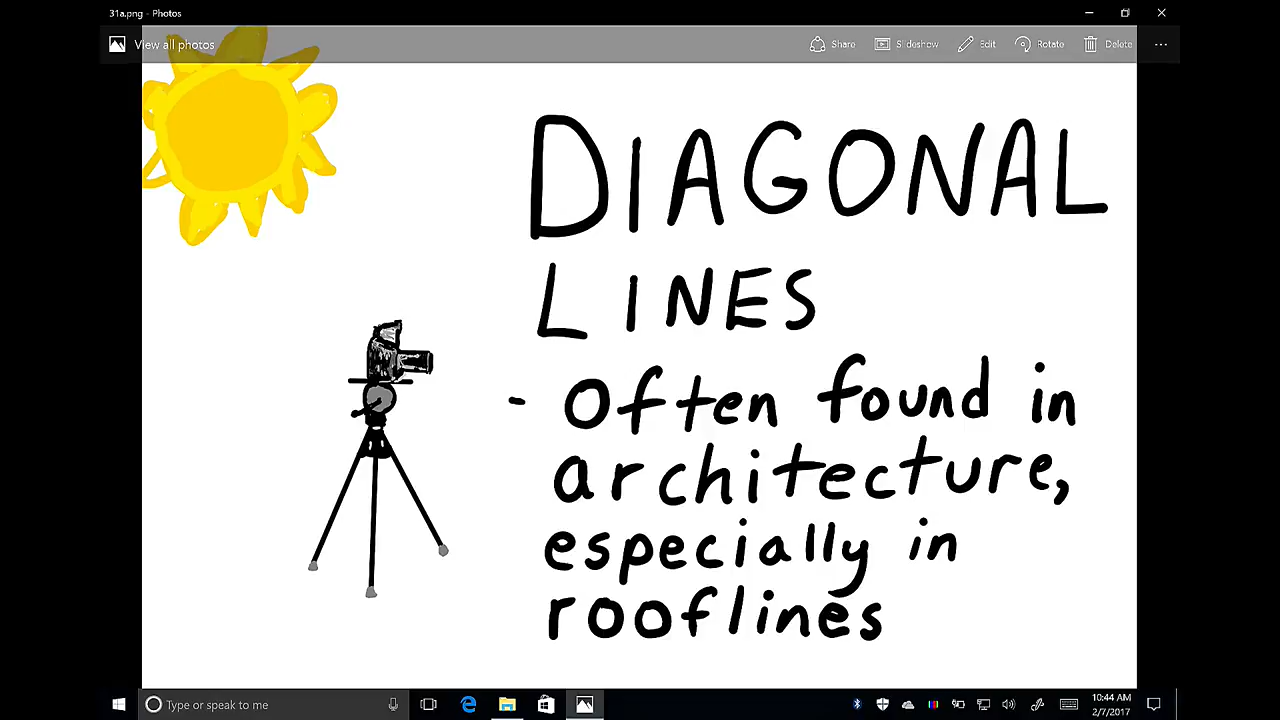 31a.png - Photos
View all photos
Share
Slideshow
Edit
Rotate
Delete
DIAGONAL
LINES
- Often found in
architecture,
especially in
rooflines
Type or speak to me
10:44 AM
2/7/2017